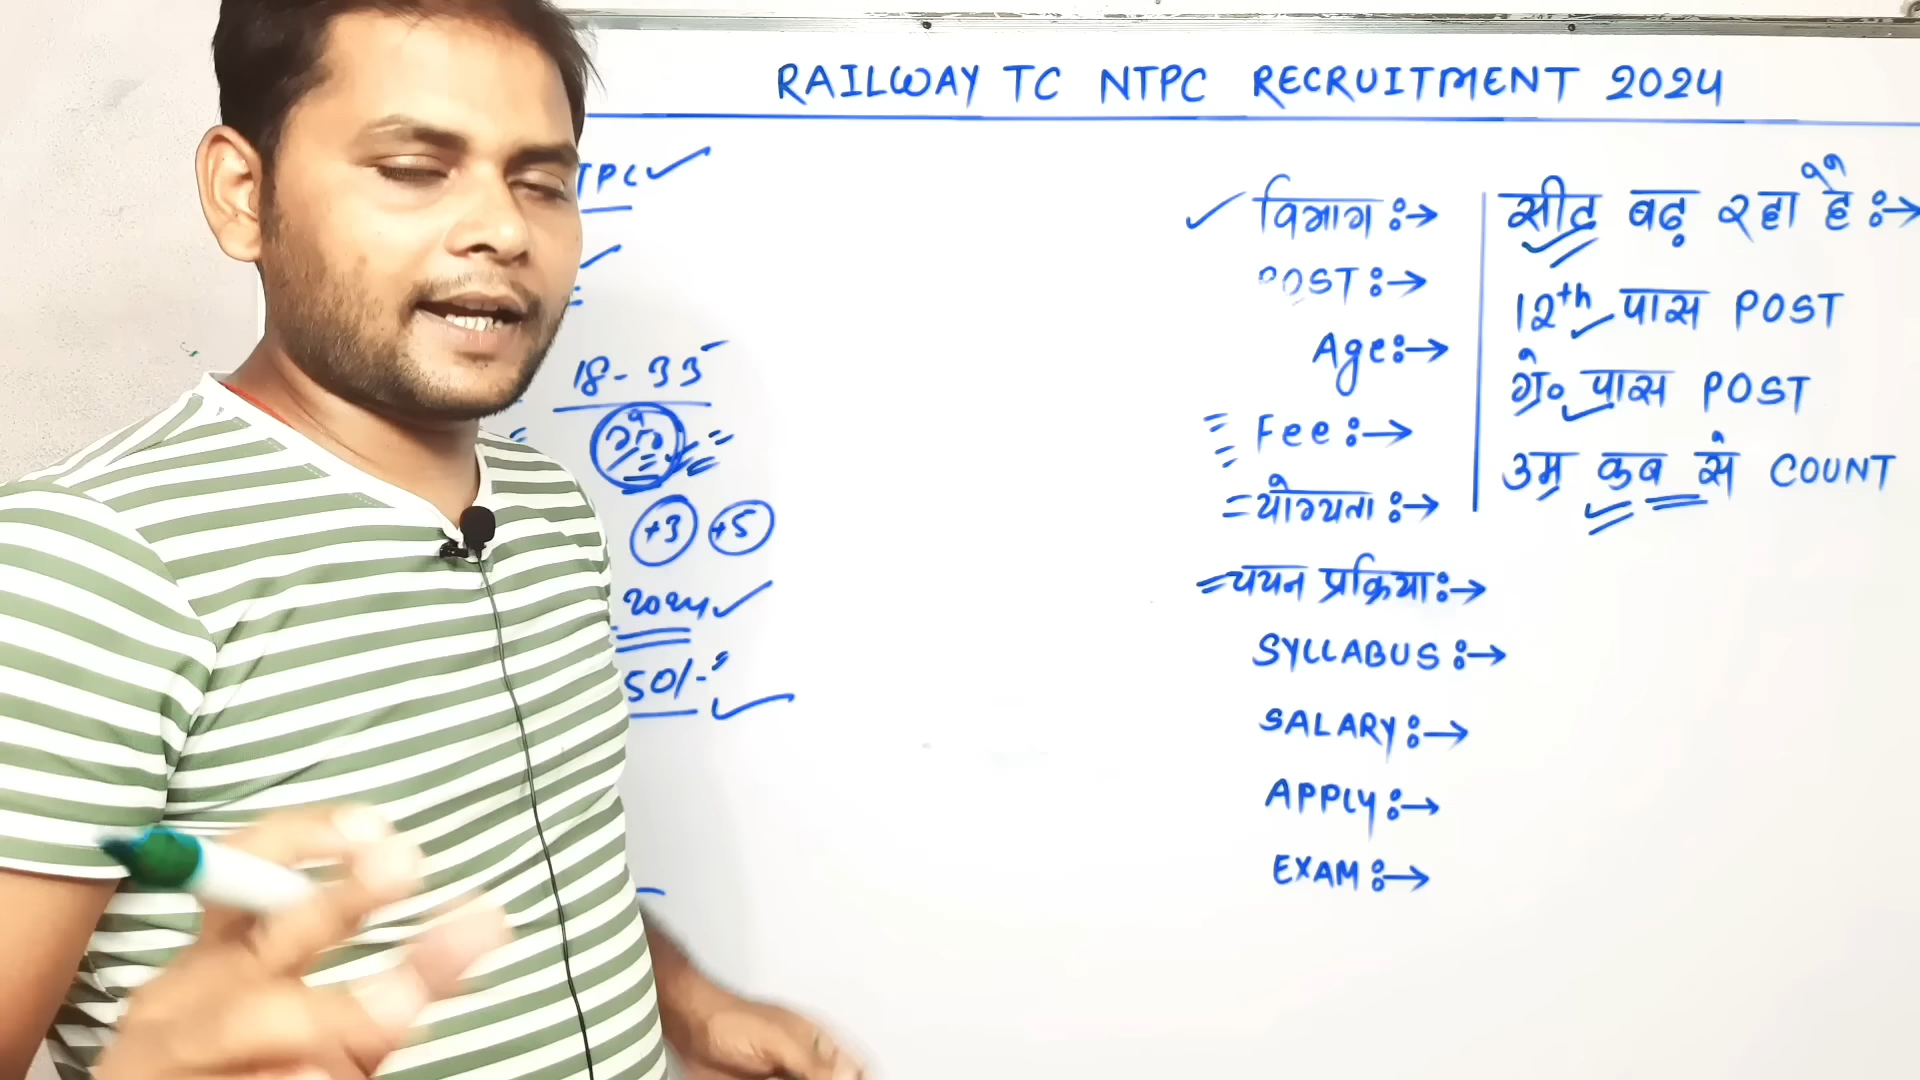 RAILWAY TC NTPC RECRUITMENT 2024
TPC
18-33
+3 +5
2024
50/-
विभाग :→
POST :→
Age :→
Fee :→
योग्यता :→
चयन प्रक्रिया :→
SYLLABUS :→
SALARY :→
APPLY :→
EXAM :→
सीट बढ़ रहा है :→
12th पास POST
ग्रे० पास POST
उम्र कब से COUNT